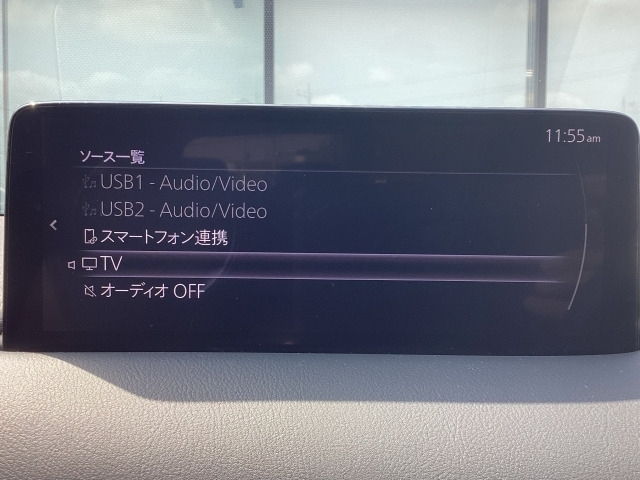 11:55am
ソース一覧
USB1 - Audio/Video
USB2 - Audio/Video
スマートフォン連携
TV
オーディオ OFF